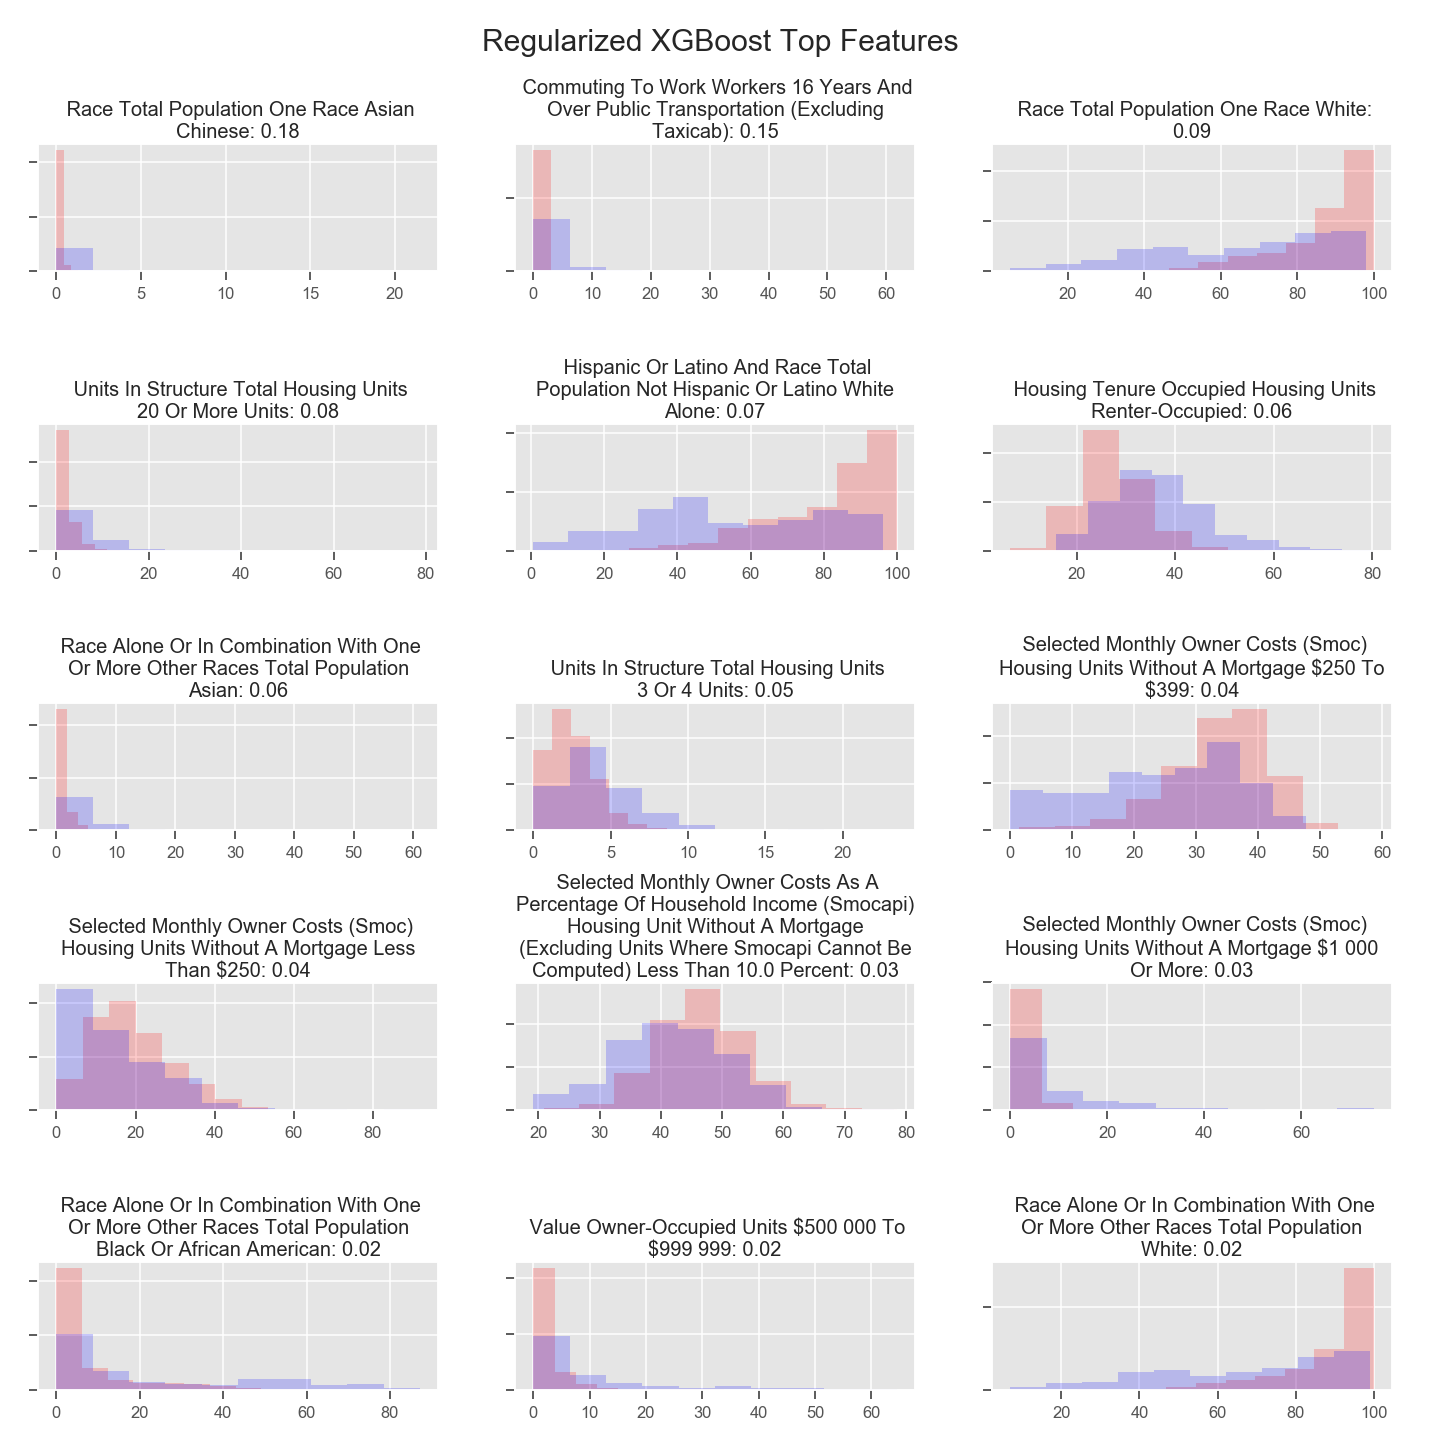 Regularized XGBoost Top Features
Race Total Population One Race Asian
Chinese: 0.18
0 5 10 15 20
Commuting To Work Workers 16 Years And
Over Public Transportation (Excluding
Taxicab): 0.15
0 10 20 30 40 50 60
Race Total Population One Race White:
0.09
20 40 60 80 100
Units In Structure Total Housing Units
20 Or More Units: 0.08
0 20 40 60 80
Hispanic Or Latino And Race Total
Population Not Hispanic Or Latino White
Alone: 0.07
0 20 40 60 80 100
Housing Tenure Occupied Housing Units
Renter-Occupied: 0.06
20 40 60 80
Race Alone Or In Combination With One
Or More Other Races Total Population
Asian: 0.06
0 10 20 30 40 50 60
Units In Structure Total Housing Units
3 Or 4 Units: 0.05
0 5 10 15 20
Selected Monthly Owner Costs (Smoc)
Housing Units Without A Mortgage $250 To
$399: 0.04
0 10 20 30 40 50 60
Selected Monthly Owner Costs (Smoc)
Housing Units Without A Mortgage Less
Than $250: 0.04
0 20 40 60 80
Selected Monthly Owner Costs As A
Percentage Of Household Income (Smocapi)
Housing Unit Without A Mortgage
(Excluding Units Where Smocapi Cannot Be
Computed) Less Than 10.0 Percent: 0.03
20 30 40 50 60 70 80
Selected Monthly Owner Costs (Smoc)
Housing Units Without A Mortgage $1 000
Or More: 0.03
0 20 40 60
Race Alone Or In Combination With One
Or More Other Races Total Population
Black Or African American: 0.02
0 20 40 60 80
Value Owner-Occupied Units $500 000 To
$999 999: 0.02
0 10 20 30 40 50 60
Race Alone Or In Combination With One
Or More Other Races Total Population
White: 0.02
20 40 60 80 100